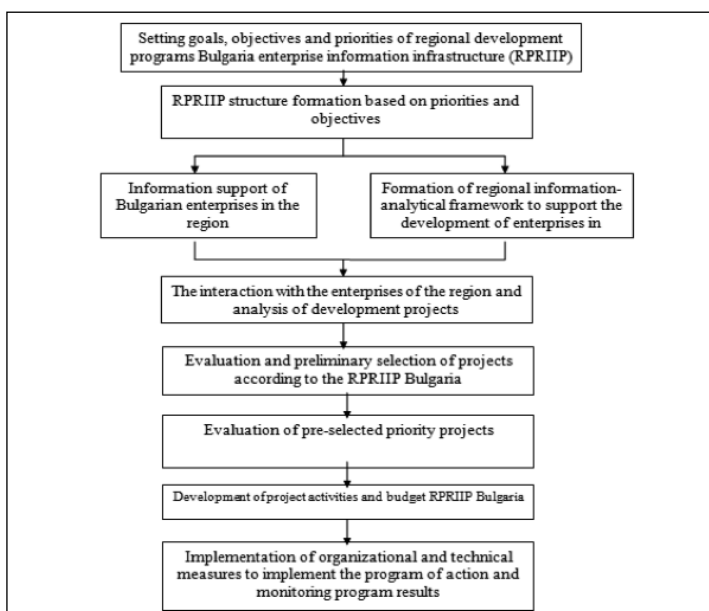 Setting goals, objectives and priorities of regional development
programs Bulgaria enterprise information infrastructure (RPRIIP)
RPRIIP structure formation based on priorities and
objectives
Information support of
Bulgarian enterprises in the
region
Formation of regional information-
analytical framework to support the
development of enterprises in
The interaction with the enterprises of the region and
analysis of development projects
Evaluation and preliminary selection of projects
according to the RPRIIP Bulgaria
Evaluation of pre-selected priority projects
Development of project activities and budget RPRIIP Bulgaria
Implementation of organizational and technical
measures to implement the program of action and
monitoring program results